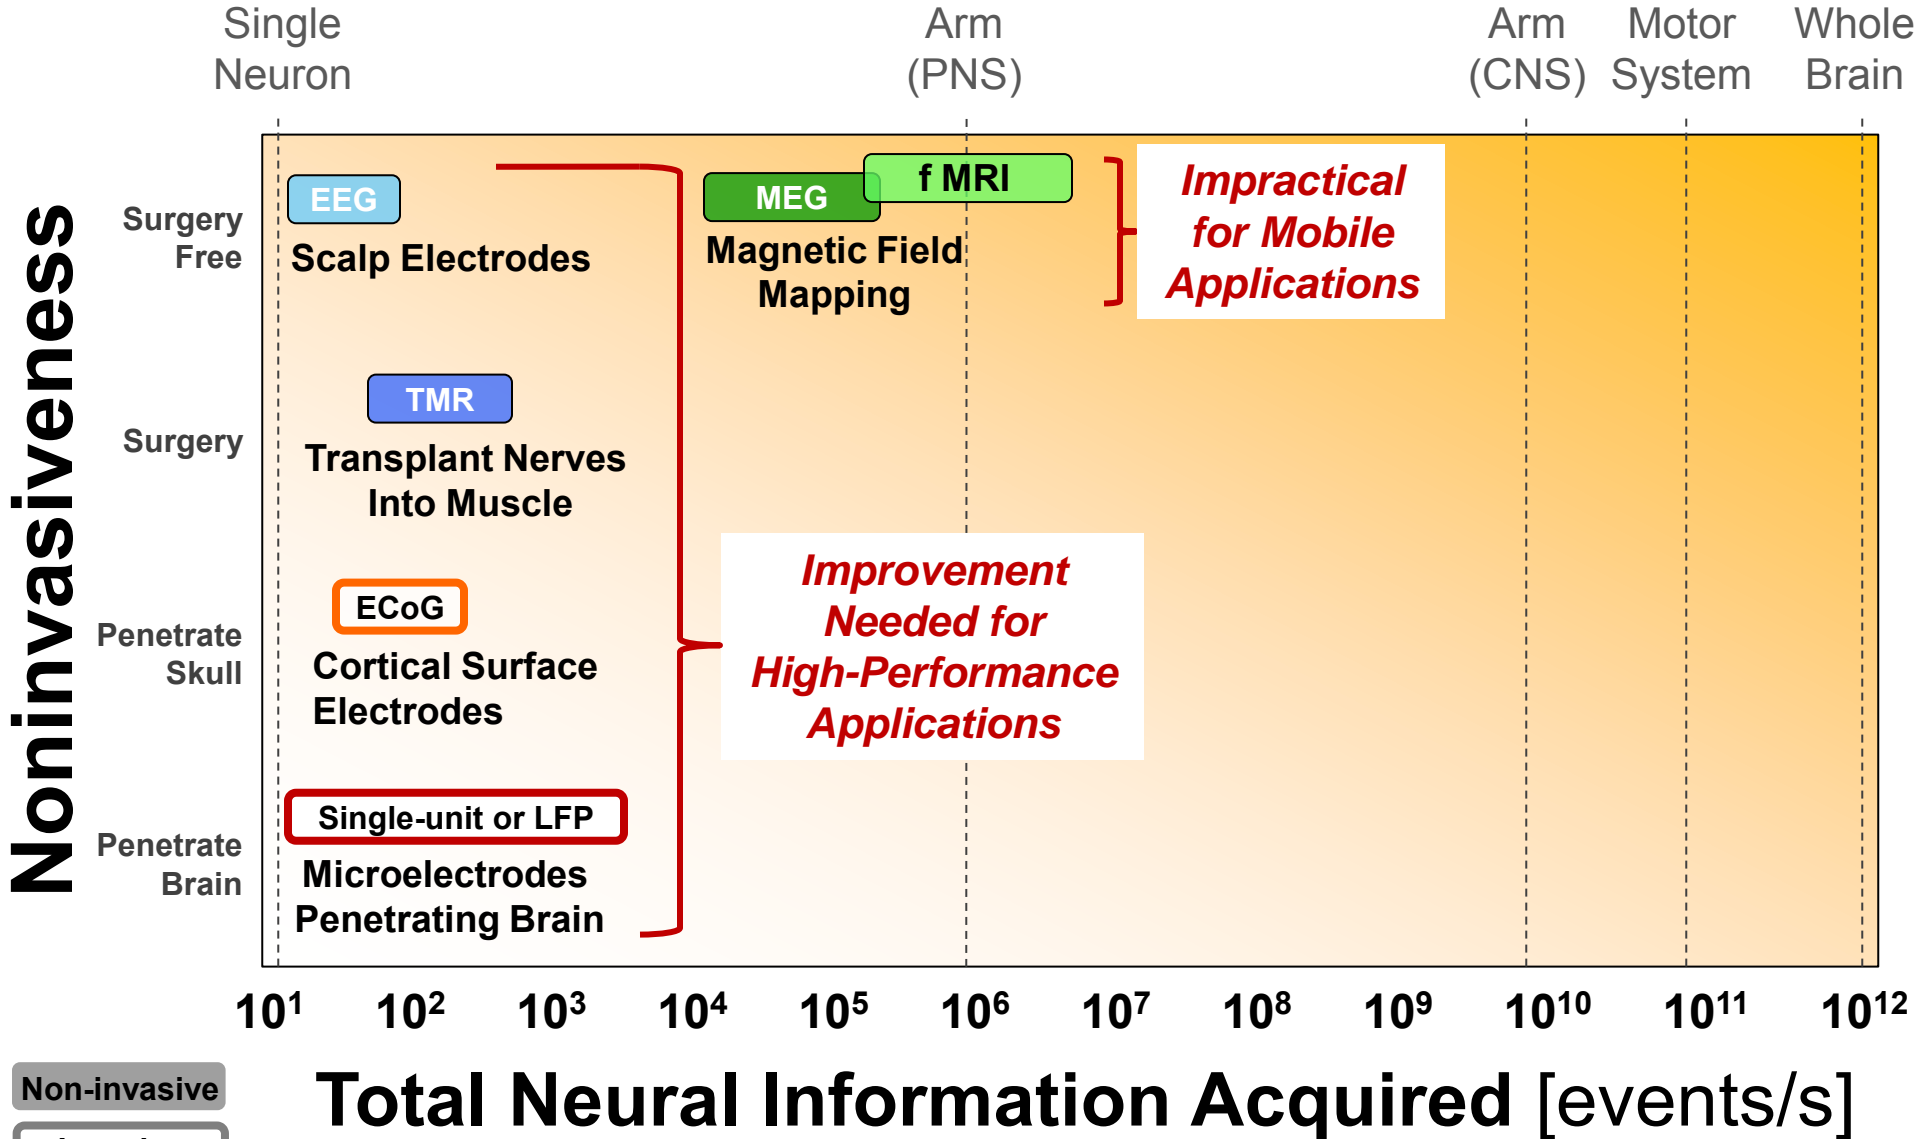 Single
Neuron
Arm
(PNS)
Arm
(CNS)
Motor
System
Whole
Brain
Noninvasiveness
Surgery
Free
Surgery
Penetrate
Skull
Penetrate
Brain
EEG
Scalp Electrodes
MEG
f MRI
Magnetic Field
Mapping
Impractical
for Mobile
Applications
TMR
Transplant Nerves
Into Muscle
ECoG
Cortical Surface
Electrodes
Improvement
Needed for
High-Performance
Applications
Single-unit or LFP
Microelectrodes
Penetrating Brain
10¹ 10² 10³ 10⁴ 10⁵ 10⁶ 10⁷ 10⁸ 10⁹ 10¹⁰ 10¹¹ 10¹²
Total Neural Information Acquired [events/s]
Non-invasive